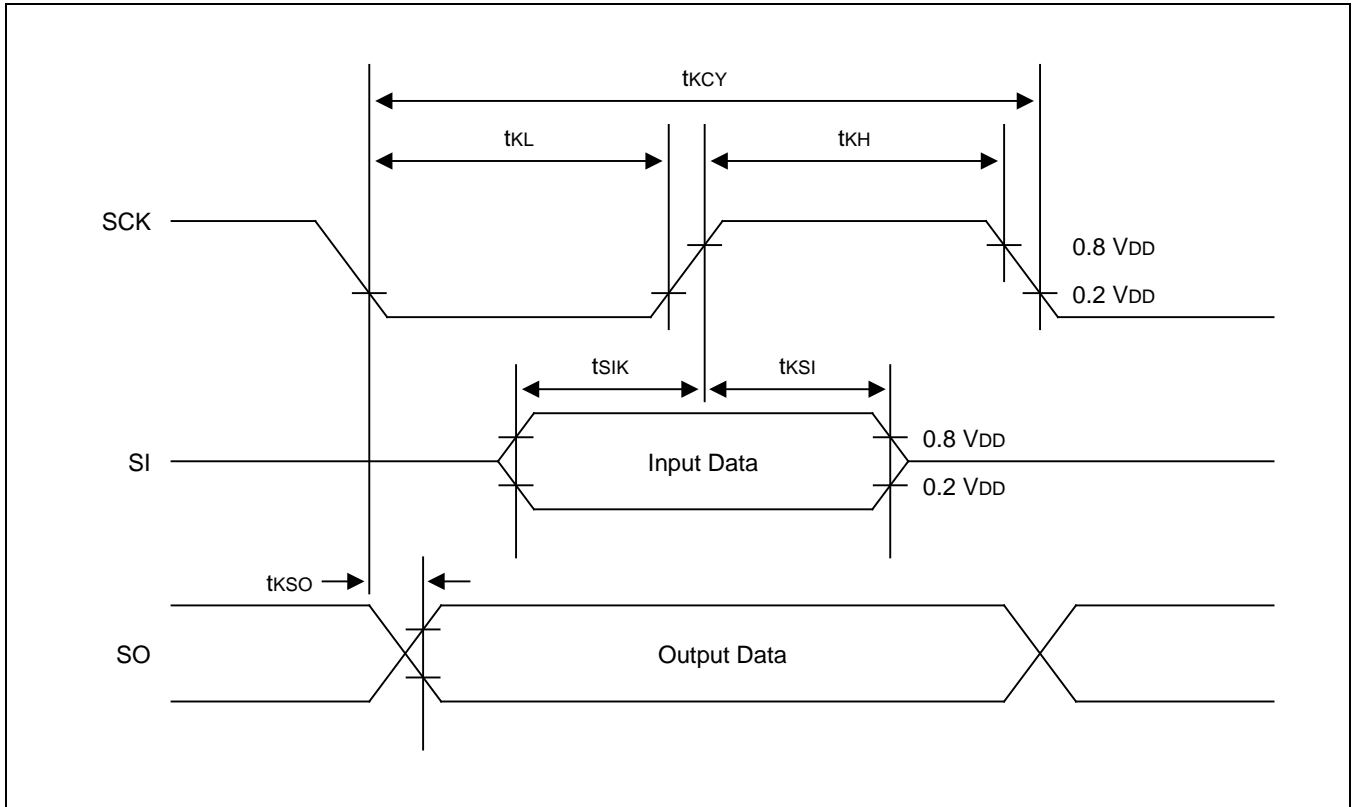 tKCY
tKL
tKH
SCK
0.8 VDD
0.2 VDD
tSIK
tKSI
0.8 VDD
SI
Input Data
0.2 VDD
tKSO
SO
Output Data